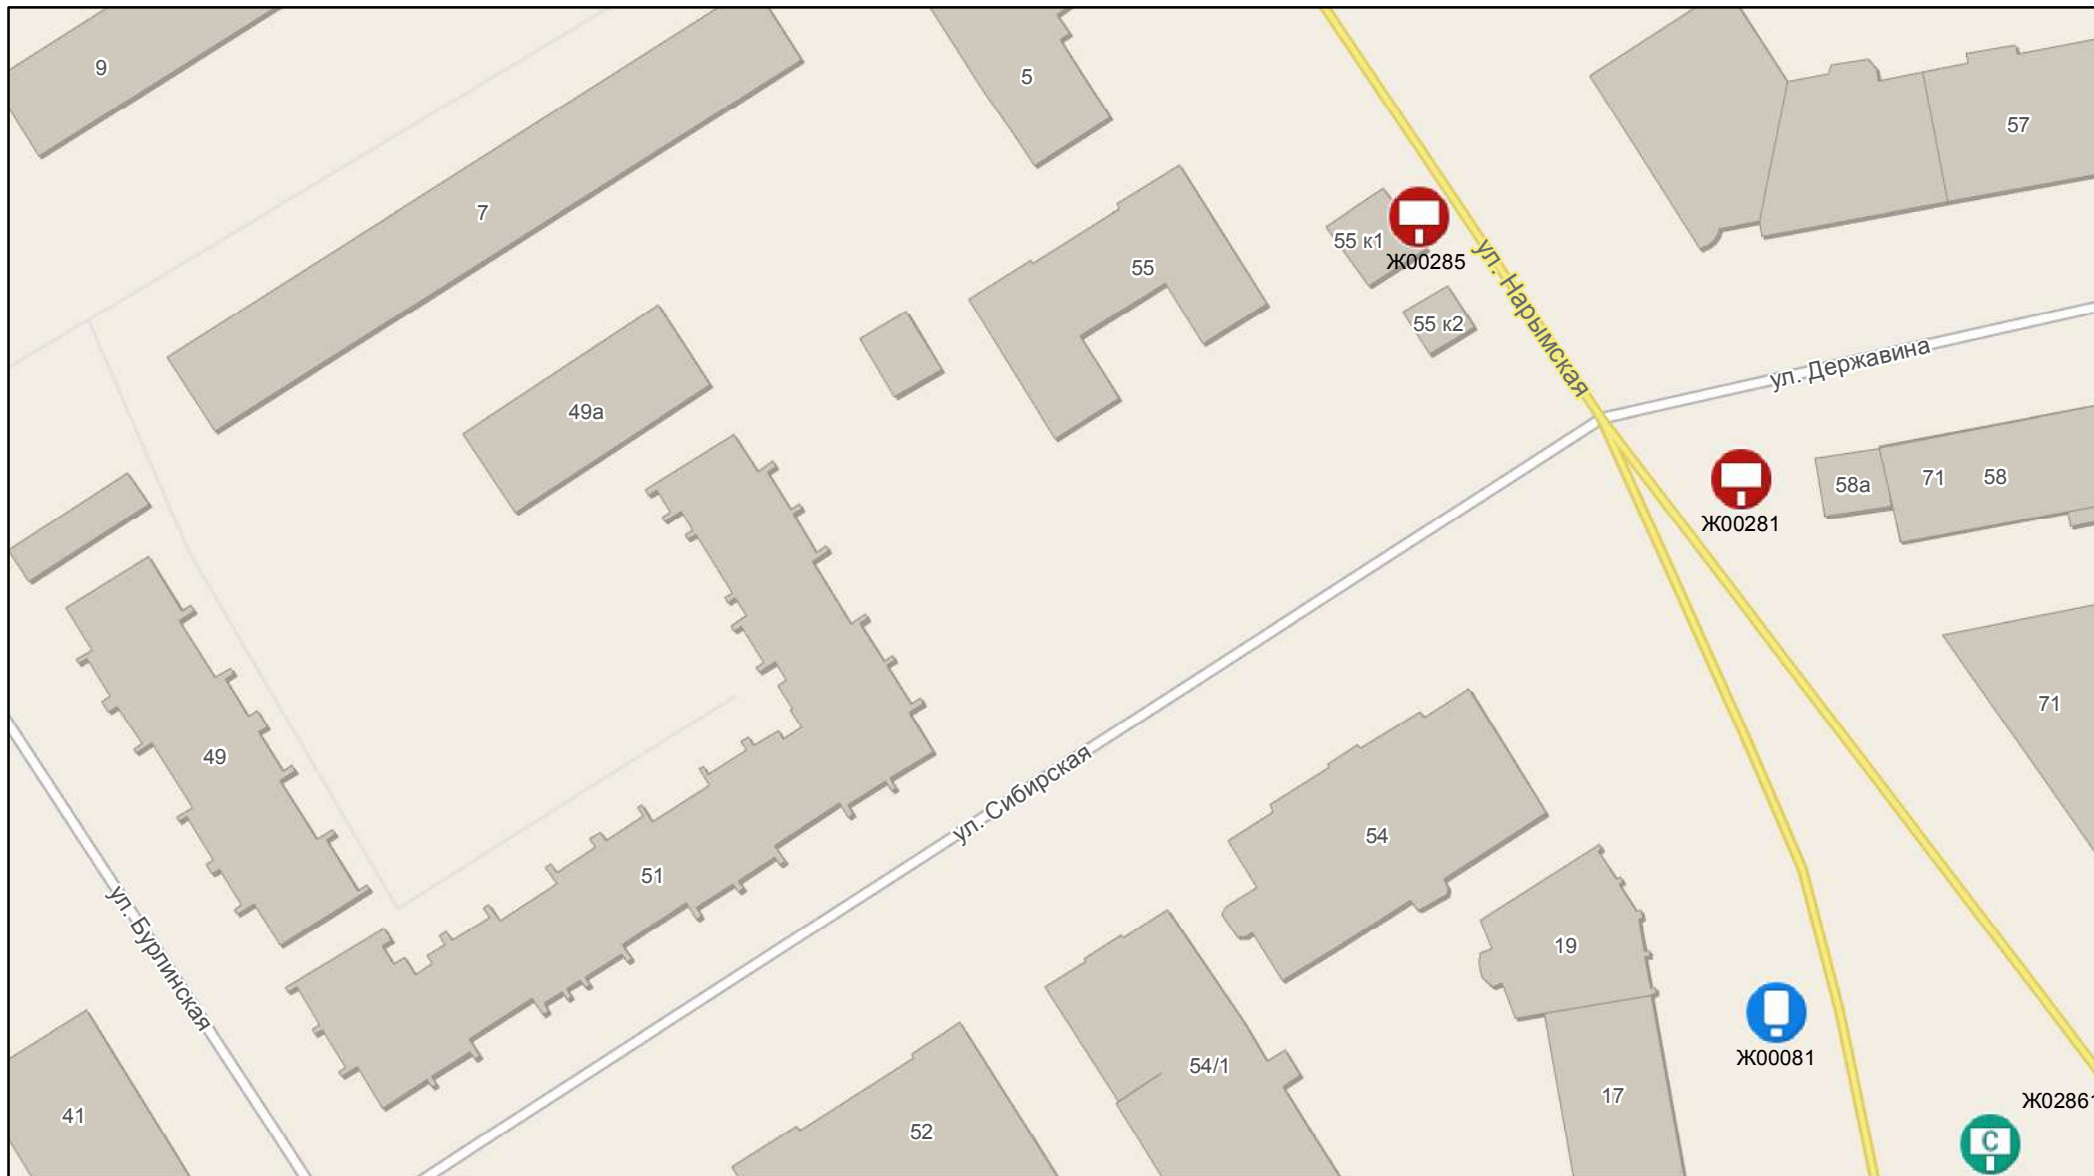 9
5
57
7
55 к1
Ж00285
55
ул. Нарымская
55 к2
ул. Державина
49а
58а
71
58
Ж00281
71
49
ул. Сибирская
54
51
ул. Бурлинская
19
Ж00081
54/1
17
Ж02861
41
52
С